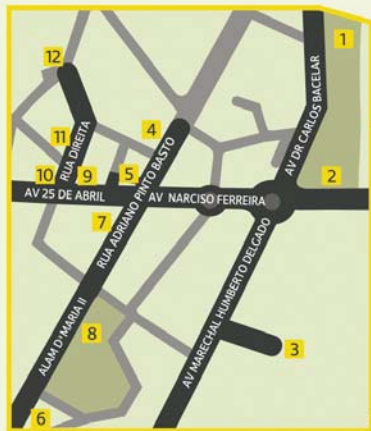 1
12
AV DR CARLOS BACELAR
4
11
RUA DIREITA
10
9
5
2
AV 25 DE ABRIL
AV NARCISO FERREIRA
RUA ADRIANO PINTO BASTO
7
ALAM D·MARIA II
8
AV MARECHAL HUMBERTO DELGADO
3
6